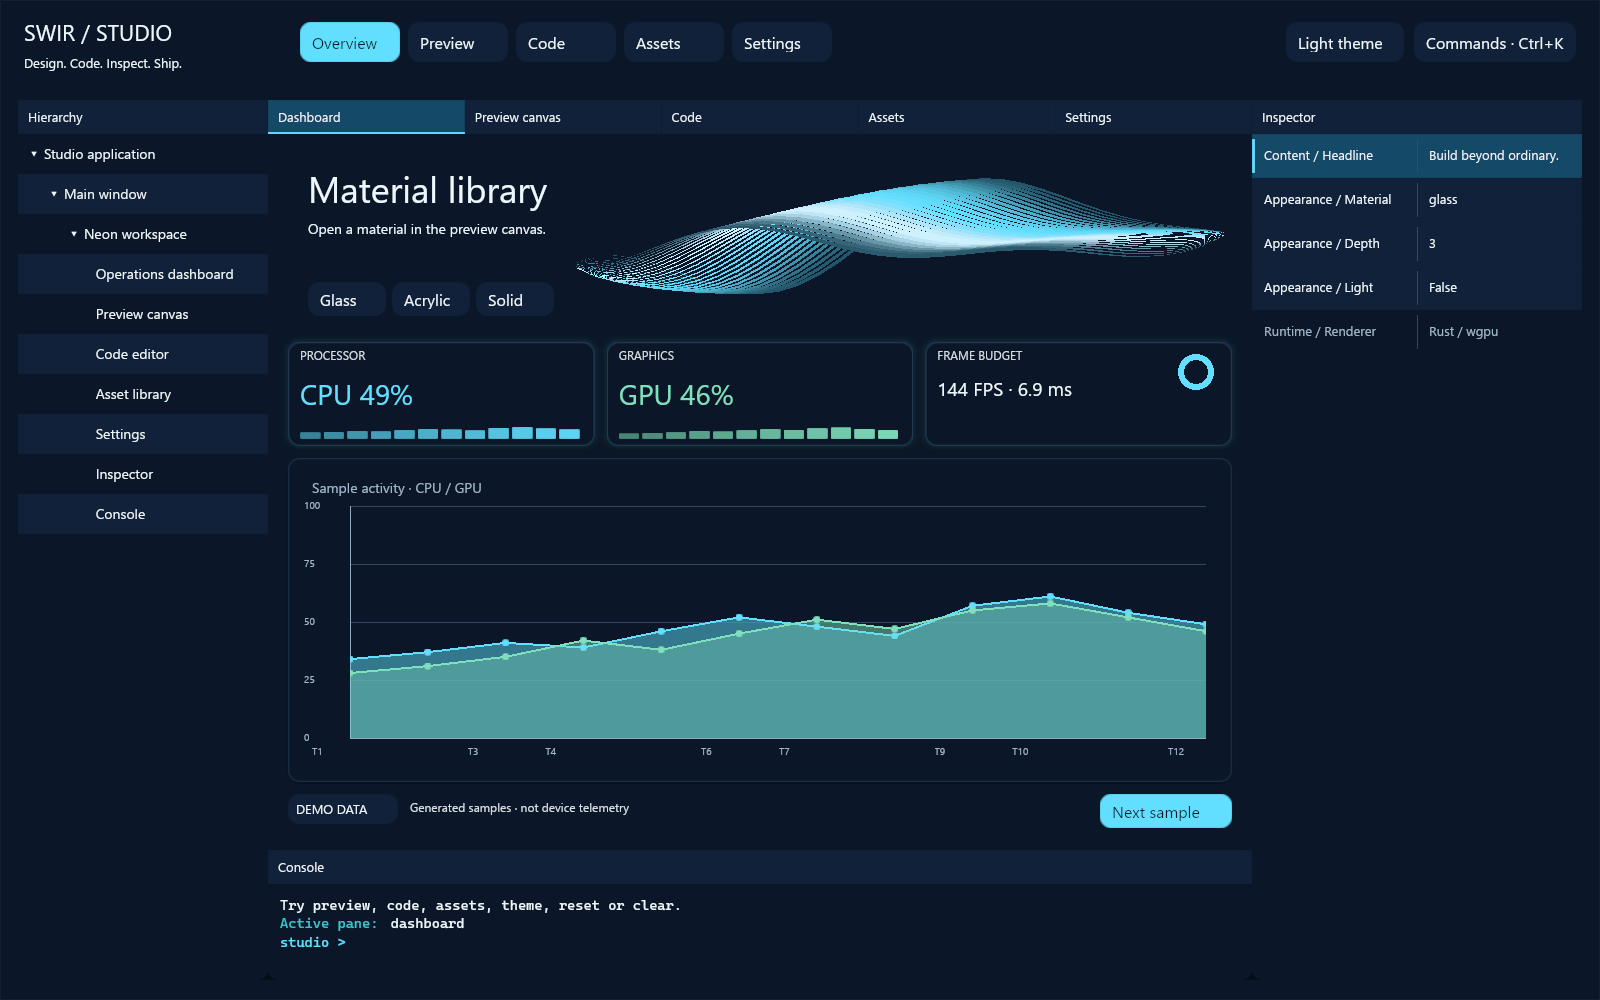 SWIR / STUDIO
Design. Code. Inspect. Ship.
Overview
Preview
Code
Assets
Settings
Light theme
Commands · Ctrl+K
Hierarchy
Studio application
Main window
Neon workspace
Operations dashboard
Preview canvas
Code editor
Asset library
Settings
Inspector
Console
Dashboard
Preview canvas
Code
Assets
Settings
Material library
Open a material in the preview canvas.
Glass
Acrylic
Solid
PROCESSOR
CPU 49%
GRAPHICS
GPU 46%
FRAME BUDGET
144 FPS · 6.9 ms
Sample activity · CPU / GPU
100
75
50
25
0
T1
T3
T4
T6
T7
T9
T10
T12
DEMO DATA
Generated samples · not device telemetry
Next sample
Console
Try preview, code, assets, theme, reset or clear.
Active pane: dashboard
studio >
Inspector
Content / Headline
Build beyond ordinary.
Appearance / Material
glass
Appearance / Depth
3
Appearance / Light
False
Runtime / Renderer
Rust / wgpu